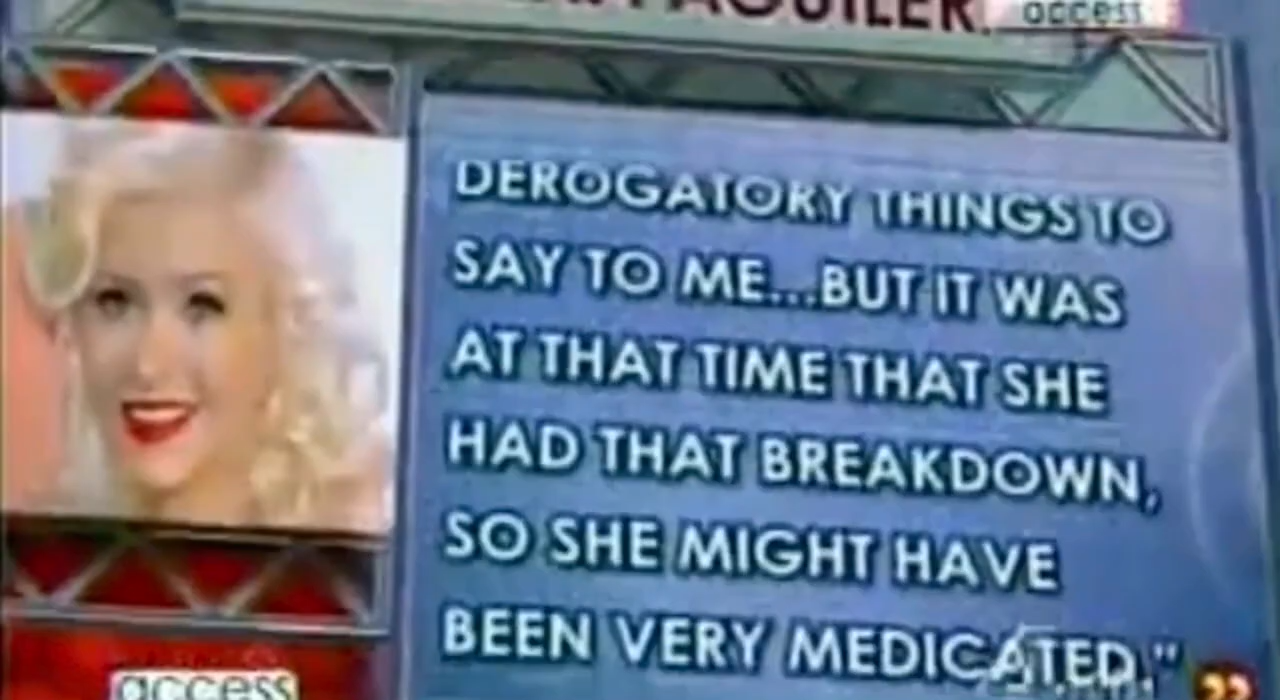 AGUILER
access
DEROGATORY THINGS TO
SAY TO ME...BUT IT WAS
AT THAT TIME THAT SHE
HAD THAT BREAKDOWN,
SO SHE MIGHT HAVE
BEEN VERY MEDICATED."
access